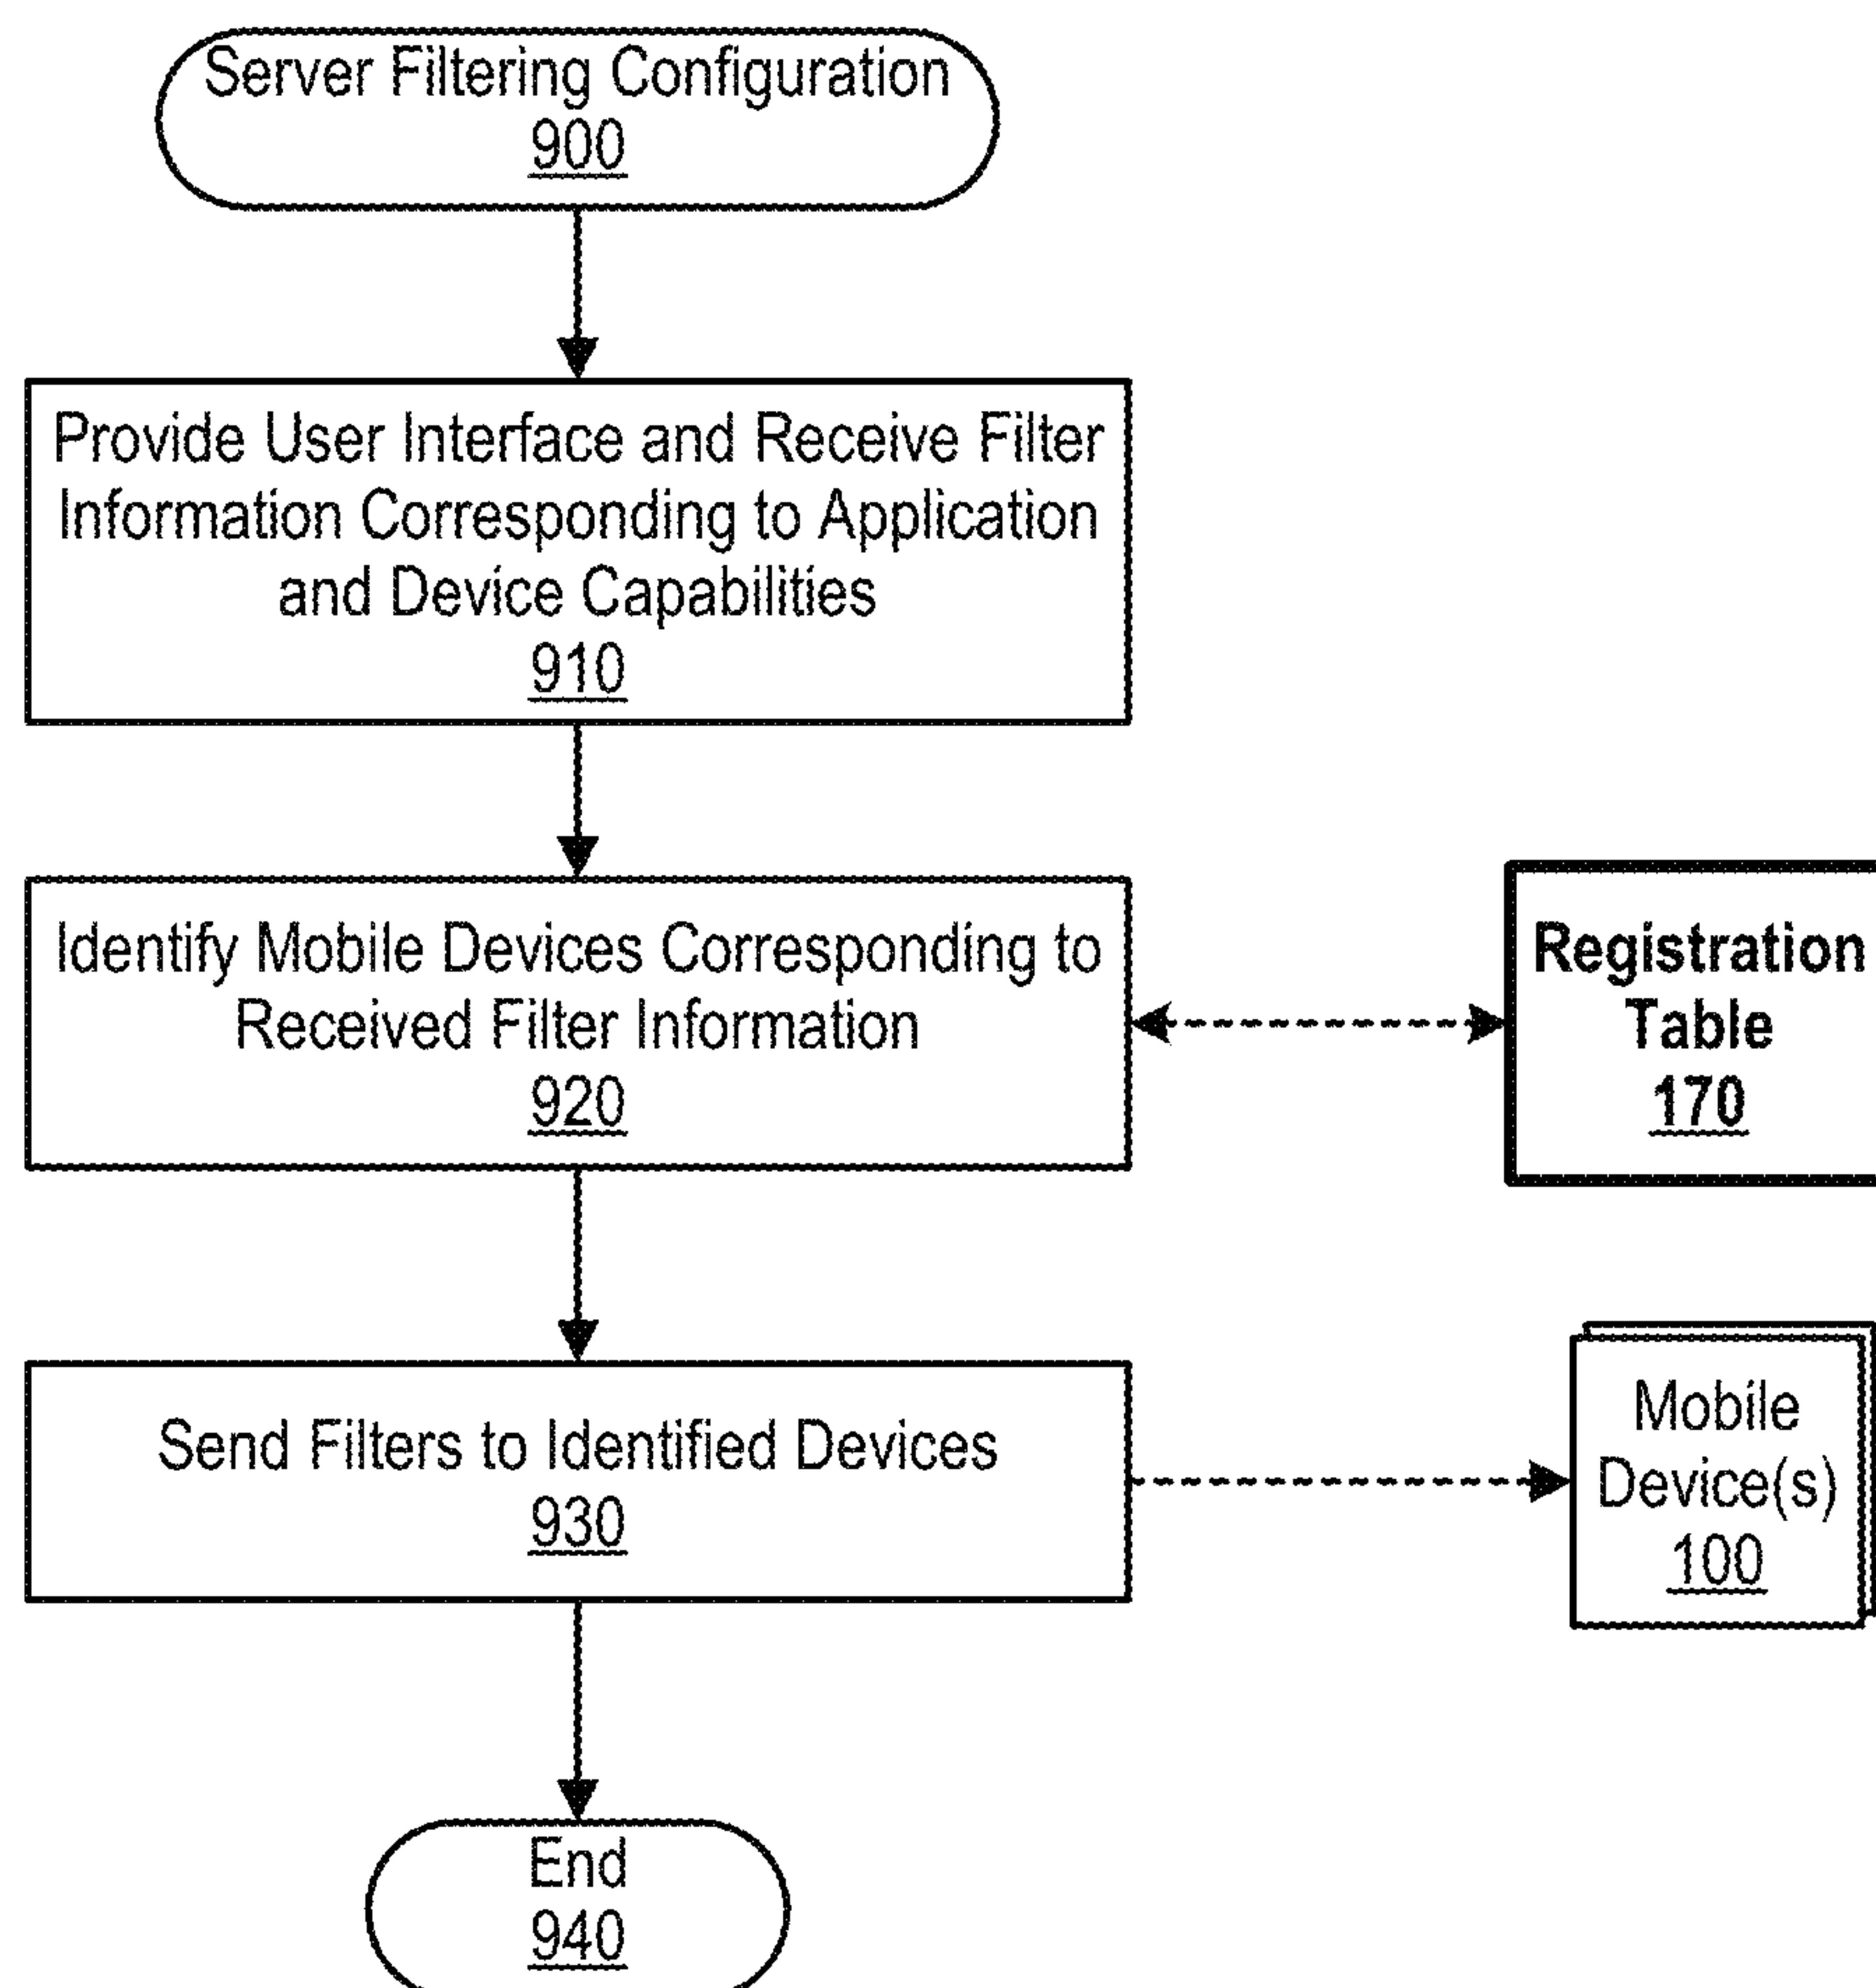 Server Filtering Configuration
900
Provide User Interface and Receive Filter
Information Corresponding to Application
and Device Capabilities
910
Identify Mobile Devices Corresponding to
Received Filter Information
920
Registration
Table
170
Send Filters to Identified Devices
930
Mobile
Device(s)
100
End
940